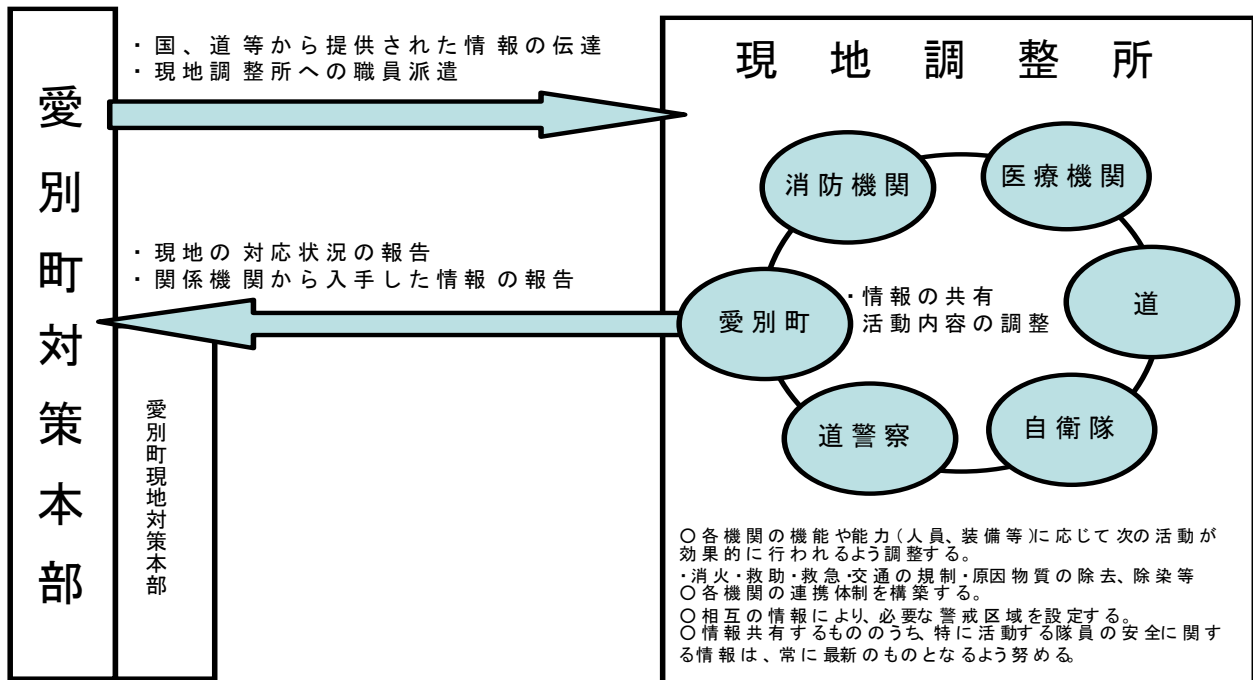 愛別町対策本部
・国、道等から提供された情報の伝達
・現地調整所への職員派遣
・現地の対応状況の報告
・関係機関から入手した情報の報告
愛別町現地対策本部
現地調整所
消防機関
医療機関
愛別町
・情報の共有
活動内容の調整
道
道警察
自衛隊
〇各機関の機能や能力(人員、装備等)に応じて次の活動が
効果的に行われるよう調整する。
・消火・救助・救急・交通の規制・原因物質の除去、除染等
〇各機関の連携体制を構築する。
〇相互の情報により、必要な警戒区域を設定する。
〇情報共有するもののうち、特に活動する隊員の安全に関す
る情報は、常に最新のものとなるよう努める。